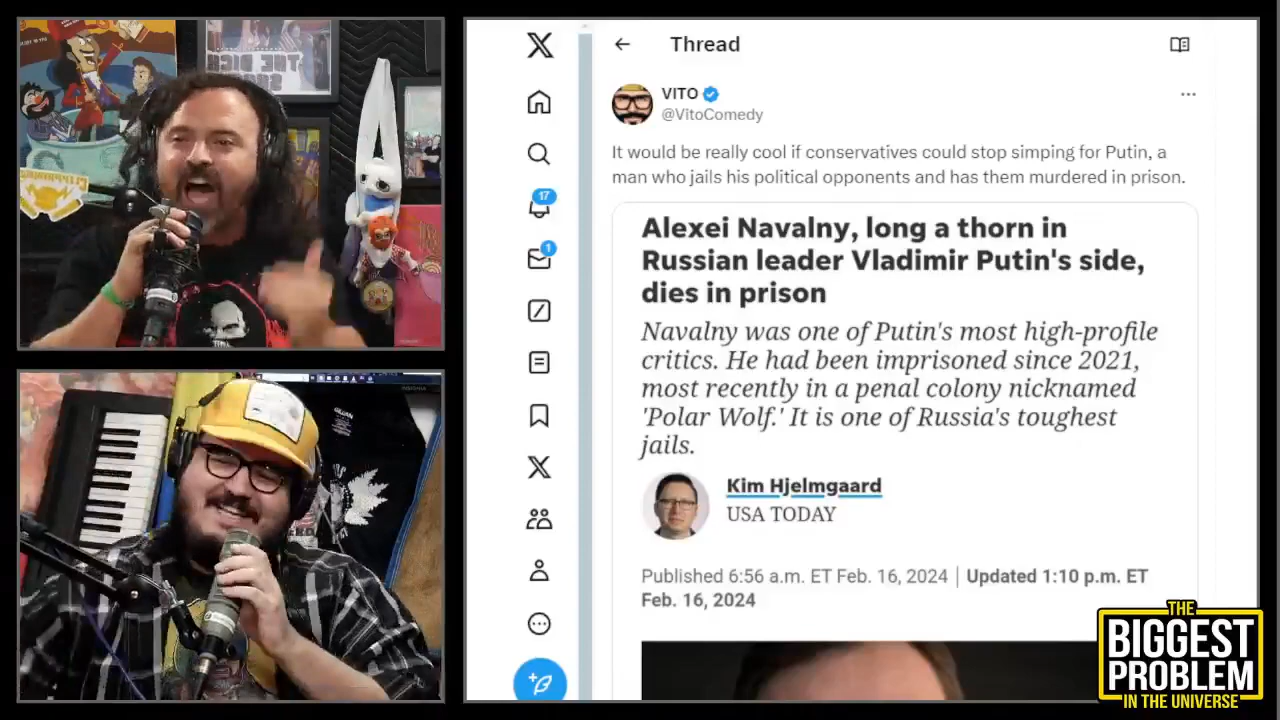 THE DICK
SHOW
Thread
VITO
@VitoComedy
It would be really cool if conservatives could stop simping for Putin, a
man who jails his political opponents and has them murdered in prison.
17
1
Alexei Navalny, long a thorn in
Russian leader Vladimir Putin's side,
dies in prison
Navalny was one of Putin's most high-profile
critics. He had been imprisoned since 2021,
most recently in a penal colony nicknamed
'Polar Wolf.' It is one of Russia's toughest
jails.
Kim Hjelmgaard
USA TODAY
Published 6:56 a.m. ET Feb. 16, 2024 | Updated 1:10 p.m. ET
Feb. 16, 2024
THE
BIGGEST
PROBLEM
IN THE UNIVERSE